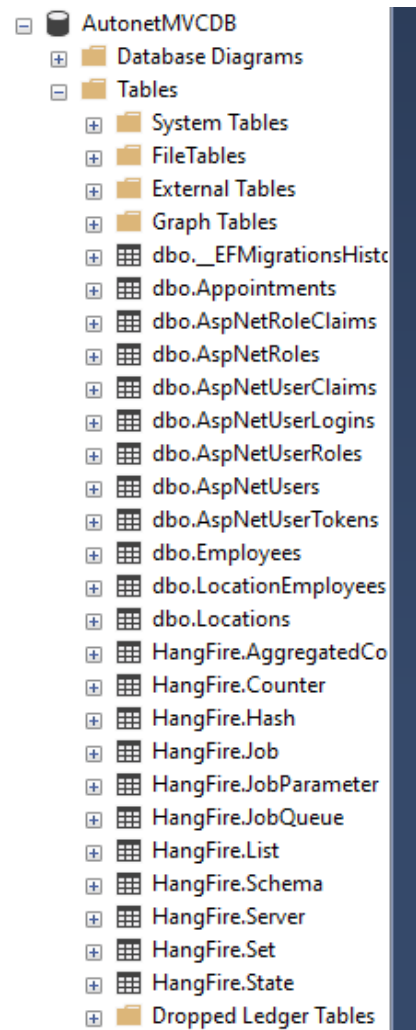 AutonetMVCDB
Database Diagrams
Tables
System Tables
FileTables
External Tables
Graph Tables
dbo.__EFMigrationsHistc
dbo.Appointments
dbo.AspNetRoleClaims
dbo.AspNetRoles
dbo.AspNetUserClaims
dbo.AspNetUserLogins
dbo.AspNetUserRoles
dbo.AspNetUsers
dbo.AspNetUserTokens
dbo.Employees
dbo.LocationEmployees
dbo.Locations
HangFire.AggregatedCo
HangFire.Counter
HangFire.Hash
HangFire.Job
HangFire.JobParameter
HangFire.JobQueue
HangFire.List
HangFire.Schema
HangFire.Server
HangFire.Set
HangFire.State
Dropped Ledger Tables